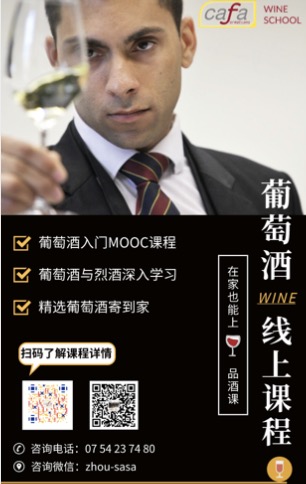 cafa
WINE
SCHOOL
葡萄酒
WINE
线上课程
在家也能上
品酒课
葡萄酒入门MOOC课程
葡萄酒与烈酒深入学习
精选葡萄酒寄到家
扫码了解课程详情
咨询电话：07 54 23 74 80
咨询微信：zhou-sasa